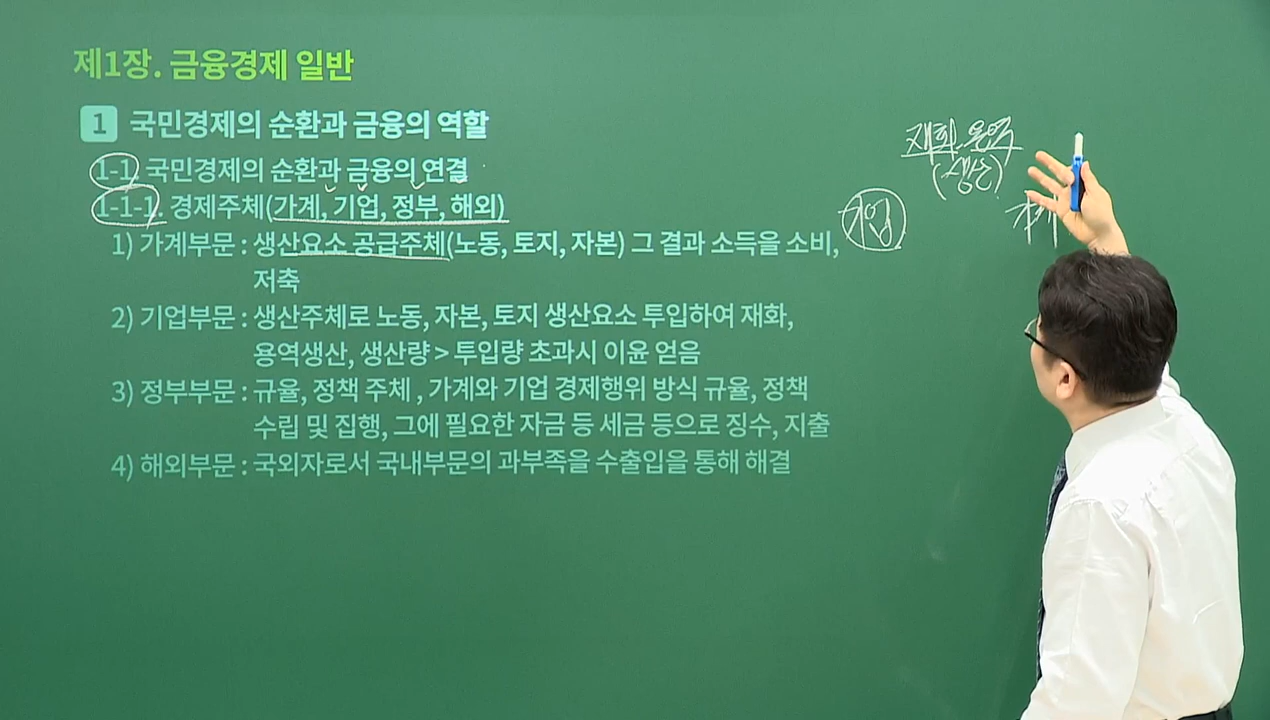 제1장. 금융경제 일반
1 국민경제의 순환과 금융의 역할
1-1 국민경제의 순환과 금융의 연결
1-1-1. 경제주체(가계, 기업, 정부, 해외)
1) 가계부문 : 생산요소 공급주체(노동, 토지, 자본) 그 결과 소득을 소비,
저축
2) 기업부문 : 생산주체로 노동, 자본, 토지 생산요소 투입하여 재화,
용역생산, 생산량 > 투입량 초과시 이윤 얻음
3) 정부부문 : 규율, 정책 주체 , 가계와 기업 경제행위 방식 규율, 정책
수립 및 집행, 그에 필요한 자금 등 세금 등으로 징수, 지출
4) 해외부문 : 국외자로서 국내부문의 과부족을 수출입을 통해 해결
재화.용역
(생산)
기업